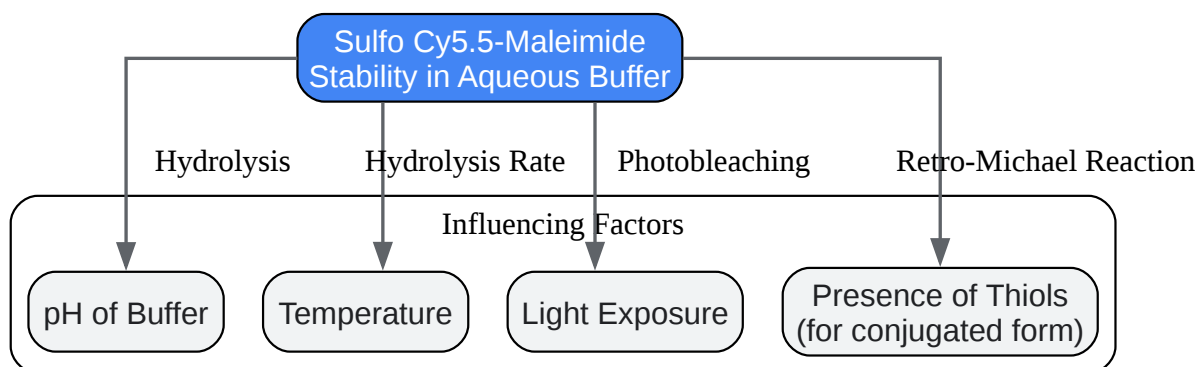 Sulfo Cy5.5-Maleimide
Stability in Aqueous Buffer
Hydrolysis
Hydrolysis Rate
Photobleaching
Retro-Michael Reaction
Influencing Factors
pH of Buffer
Temperature
Light Exposure
Presence of Thiols
(for conjugated form)